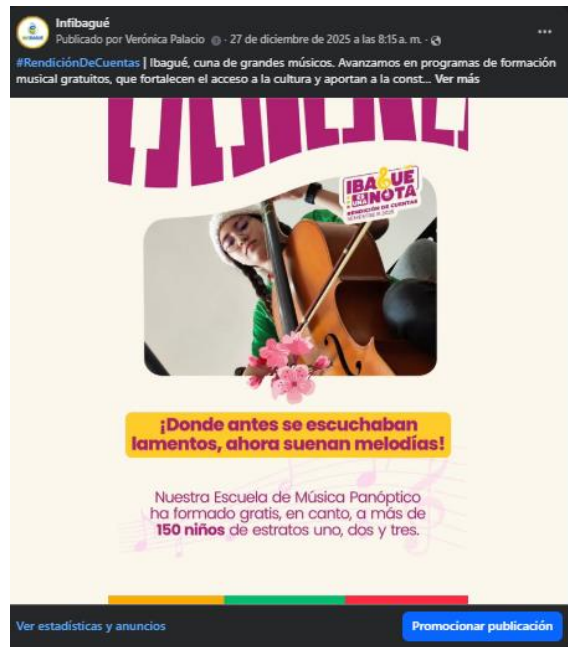 Infibagué
Publicado por Verónica Palacio · 27 de diciembre de 2025 a las 8:15 a. m. ·
...
#RendiciónDeCuentas | Ibagué, cuna de grandes músicos. Avanzamos en programas de formación
musical gratuitos, que fortalecen el acceso a la cultura y aportan a la const... Ver más
IBAGUÉ
ES
UNA NOTA
RENDICIÓN DE CUENTAS
¡Donde antes se escuchaban
lamentos, ahora suenan melodías!
Nuestra Escuela de Música Panóptico
ha formado gratis, en canto, a más de
150 niños de estratos uno, dos y tres.
Ver estadísticas y anuncios
Promocionar publicación